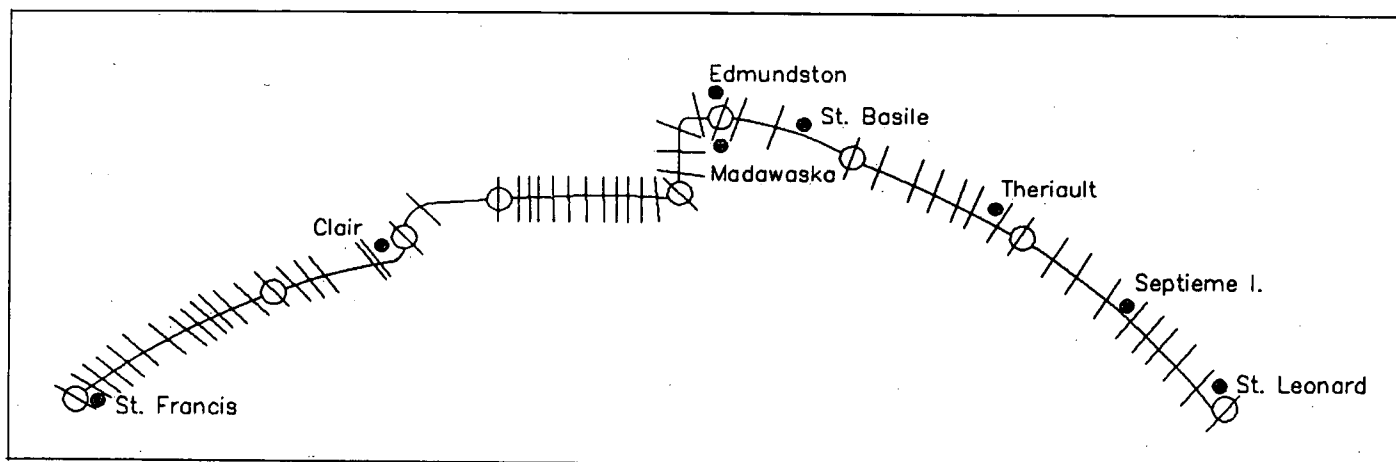 Edmundston
St. Basile
Madawaska
Theriault
Clair
Septieme I.
St. Leonard
St. Francis